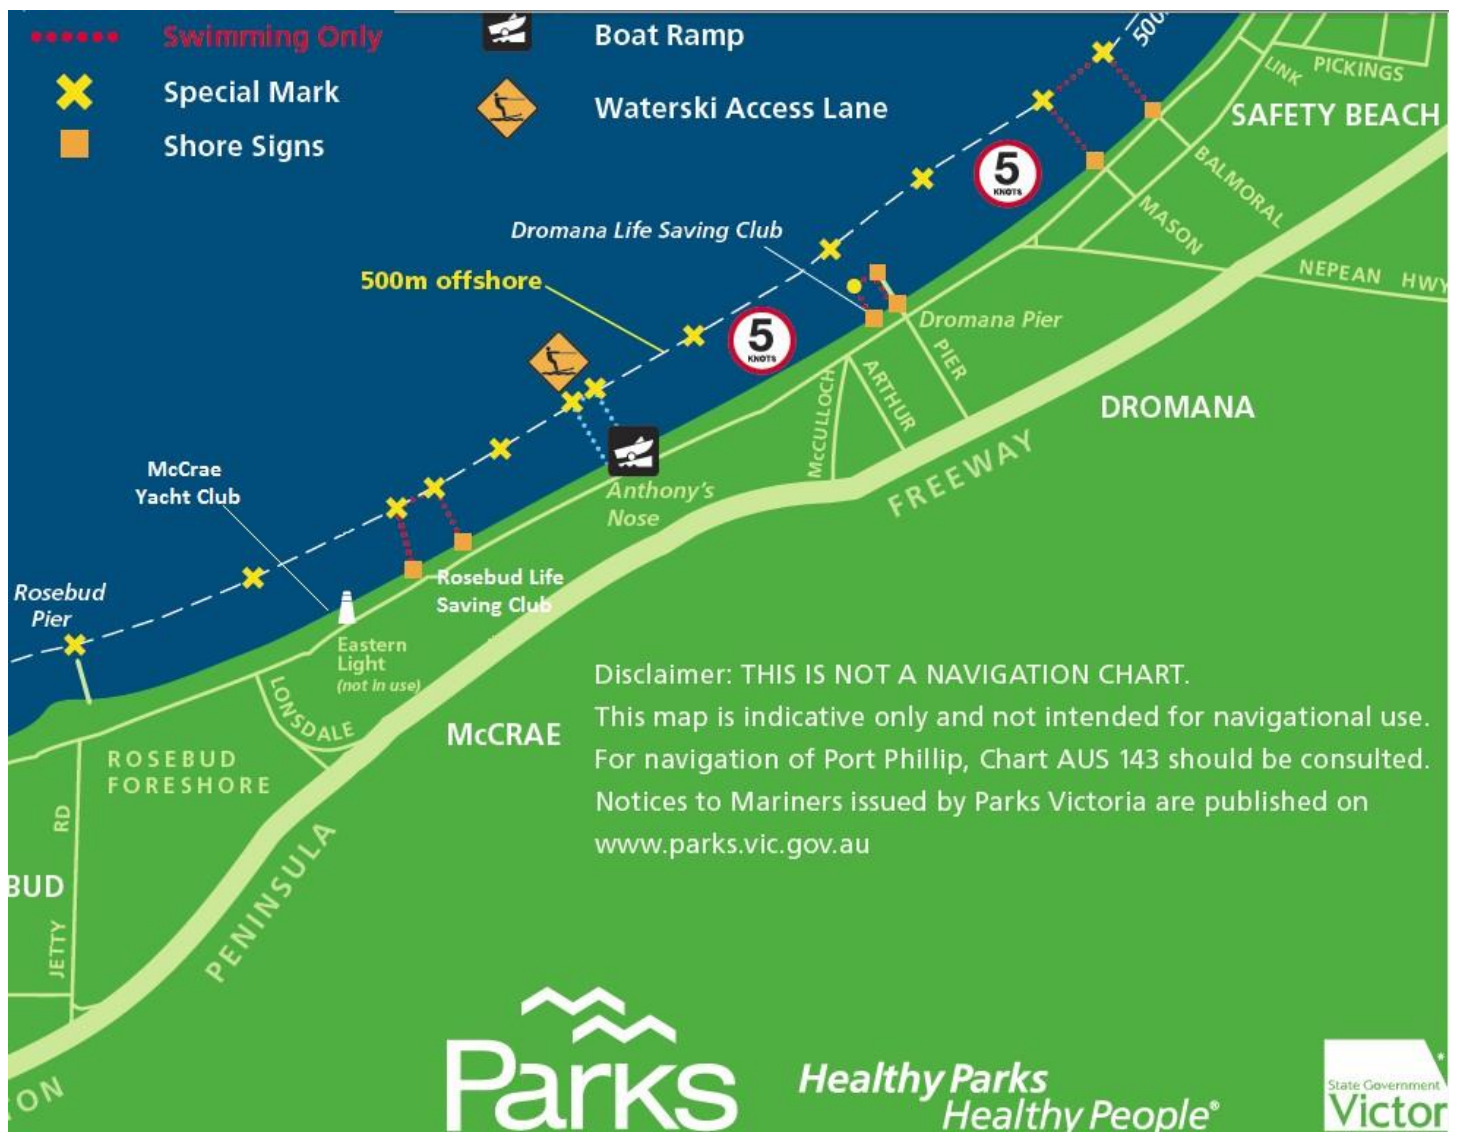 Swimming Only
Special Mark
Shore Signs
Boat Ramp
Waterski Access Lane
500
LINK
PICKINGS
SAFETY BEACH
5
KNOTS
BALMORAL
MASON
NEPEAN HWY
Dromana Life Saving Club
500m offshore
5
KNOTS
Dromana Pier
PIER
ARTHUR
McCULLOCH
DROMANA
FREEWAY
McCrae
Yacht Club
Anthony's
Nose
Rosebud
Pier
Rosebud Life
Saving Club
Eastern
Light
(not in use)
LONSDALE
McCRAE
ROSEBUD
FORESHORE
RD
JETTY
BUD
PENINSULA
TON
Disclaimer: THIS IS NOT A NAVIGATION CHART.
This map is indicative only and not intended for navigational use.
For navigation of Port Phillip, Chart AUS 143 should be consulted.
Notices to Mariners issued by Parks Victoria are published on
www.parks.vic.gov.au
Parks
Healthy Parks
Healthy People®
State Government
Victor